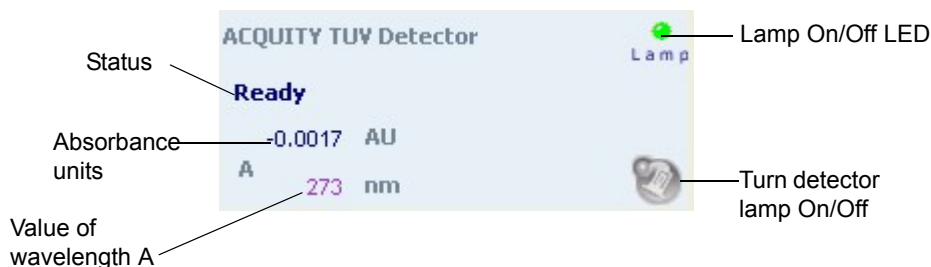 ACQUITY TUV Detector
Lamp On/Off LED
Lamp
Status
Ready
Absorbance
units
-0.0017 AU
A
273 nm
Turn detector
lamp On/Off
Value of
wavelength A